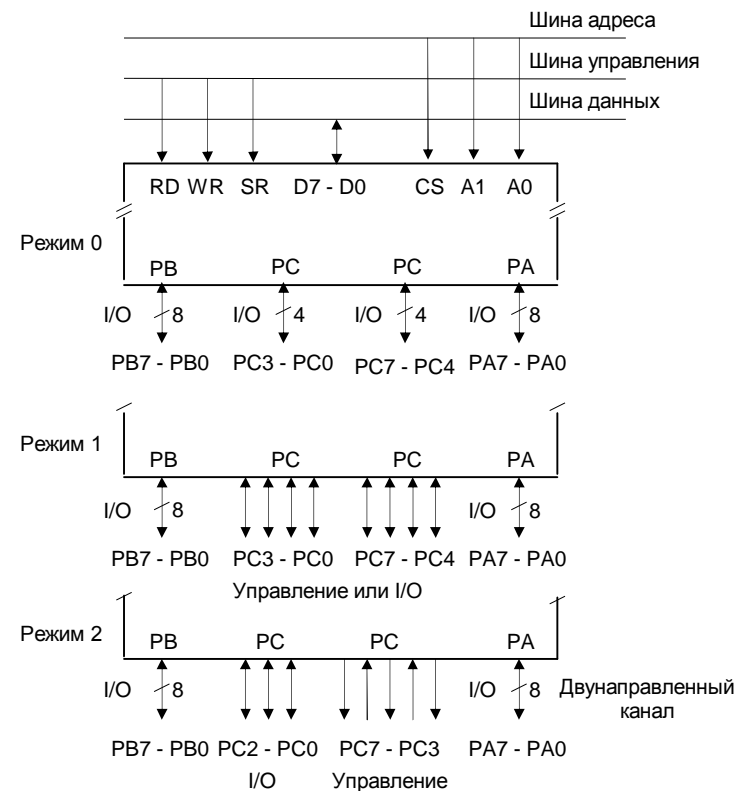 Шина адреса
Шина управления
Шина данных
RD WR SR D7 - D0 CS A1 A0
Режим 0
PB PC PC PA
I/O 8 I/O 4 I/O 4 I/O 8
PB7 - PB0 PC3 - PC0 PC7 - PC4 PA7 - PA0
Режим 1
PB PC PC PA
I/O 8 I/O 8
PB7 - PB0 PC3 - PC0 PC7 - PC4 PA7 - PA0
Управление или I/O
Режим 2
PB PC PC PA
I/O 8 I/O 8 Двунаправленный
канал
PB7 - PB0 PC2 - PC0 PC7 - PC3 PA7 - PA0
I/O Управление